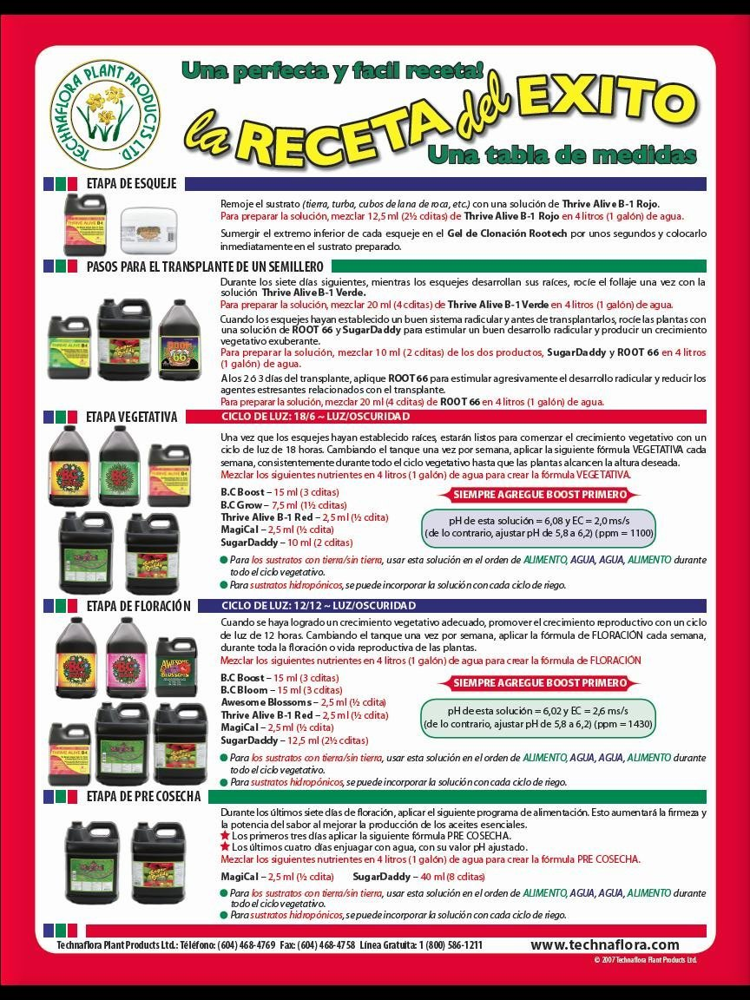 TECHNAFLORA PLANT PRODUCTS LTD.
Una perfecta y facil receta!
la RECETA del EXITO
Una tabla de medidas
ETAPA DE ESQUEJE
THRIVE ALIVE B-1
Remoje el sustrato (tierra, turba, cubos de lana de roca, etc.) con una solución de Thrive Alive B-1 Rojo.
Para preparar la solución, mezclar 12,5 ml (2½ cditas) de Thrive Alive B-1 Rojo en 4 litros (1 galón) de agua.
Sumergir el extremo inferior de cada esqueje en el Gel de Clonación Rootech por unos segundos y colocarlo
inmediatamente en el sustrato preparado.
PASOS PARA EL TRANSPLANTE DE UN SEMILLERO
THRIVE ALIVE B-1
Sugar Daddy
ROOT 66
Durante los siete días siguientes, mientras los esquejes desarrollan sus raíces, rocíe el follaje una vez con la
solución Thrive Alive B-1 Verde.
Para preparar la solución, mezclar 20 ml (4 cditas) de Thrive Alive B-1 Verde en 4 litros (1 galón) de agua.
Cuando los esquejes hayan establecido un buen sistema radicular y antes de transplantarlos, rocíe las plantas con
una solución de ROOT 66 y SugarDaddy para estimular un buen desarrollo radicular y producir un crecimiento
vegetativo exuberante.
Para preparar la solución, mezclar 10 ml (2 cditas) de los dos productos, SugarDaddy y ROOT 66 en 4 litros
(1 galón) de agua.
A los 2 ó 3 días del transplante, aplique ROOT 66 para estimular agresivamente el desarrollo radicular y reducir los
agentes estresantes relacionados con el transplante.
Para preparar la solución, mezclar 20 ml (4 cditas) de ROOT 66 en 4 litros (1 galón) de agua.
ETAPA VEGETATIVA
CICLO DE LUZ: 18/6 ~ LUZ/OSCURIDAD
THRIVE ALIVE B-1
Sugar Daddy
Una vez que los esquejes hayan establecido raíces, estarán listos para comenzar el crecimiento vegetativo con un
ciclo de luz de 18 horas. Cambiando el tanque una vez por semana, aplicar la siguiente fórmula VEGETATIVA cada
semana, consistentemente durante todo el ciclo vegetativo hasta que las plantas alcancen la altura deseada.
Mezclar los siguientes nutrientes en 4 litros (1 galón) de agua para crear la fórmula VEGETATIVA.
B.C Boost – 15 ml (3 cditas)
B.C Grow – 7,5 ml (1½ cditas)
Thrive Alive B-1 Red – 2,5 ml (½ cdita)
MagiCal – 2,5 ml (½ cdita)
SugarDaddy – 10 ml (2 cditas)
SIEMPRE AGREGUE BOOST PRIMERO
pH de esta solución = 6,08 y EC = 2,0 ms/s
(de lo contrario, ajustar pH de 5,8 a 6,2) (ppm = 1100)
Para los sustratos con tierra/sin tierra, usar esta solución en el orden de ALIMENTO, AGUA, AGUA, ALIMENTO durante
todo el ciclo vegetativo.
Para sustratos hidropónicos, se puede incorporar la solución con cada ciclo de riego.
ETAPA DE FLORACIÓN
CICLO DE LUZ: 12/12 ~ LUZ/OSCURIDAD
AWESOME BLOSSOMS
THRIVE ALIVE B-1
Sugar Daddy
Cuando se haya logrado un crecimiento vegetativo adecuado, promover el crecimiento reproductivo con un ciclo
de luz de 12 horas. Cambiando el tanque una vez por semana, aplicar la fórmula de FLORACIÓN cada semana,
durante toda la floración o vida reproductiva de las plantas.
Mezclar los siguientes nutrientes en 4 litros (1 galón) de agua para crear la fórmula de FLORACIÓN
B.C Boost – 15 ml (3 cditas)
B.C Bloom – 15 ml (3 cditas)
Awesome Blossoms – 2,5 ml (½ cdita)
Thrive Alive B-1 Red – 2,5 ml (½ cdita)
MagiCal – 2,5 ml (½ cdita)
SugarDaddy – 12,5 ml (2½ cditas)
SIEMPRE AGREGUE BOOST PRIMERO
pH de esta solución = 6,02 y EC = 2,6 ms/s
(de lo contrario, ajustar pH de 5,8 a 6,2) (ppm = 1430)
Para los sustratos con tierra/sin tierra, usar esta solución en el orden de ALIMENTO, AGUA, AGUA, ALIMENTO durante
todo el ciclo vegetativo.
Para sustratos hidropónicos, se puede incorporar la solución con cada ciclo de riego.
ETAPA DE PRE COSECHA
Sugar Daddy
Durante los últimos siete días de floración, aplicar el siguiente programa de alimentación. Esto aumentará la firmeza y
la potencia del sabor al mejorar la producción de los aceites esenciales.
Los primeros tres días aplicar la siguiente fórmula PRE COSECHA.
Los últimos cuatro días enjuagar con agua, con su valor pH ajustado.
Mezclar los siguientes nutrientes en 4 litros (1 galón) de agua para crear la fórmula PRE COSECHA.
MagiCal – 2,5 ml (½ cdita) SugarDaddy – 40 ml (8 cditas)
Para los sustratos con tierra/sin tierra, usar esta solución en el orden de ALIMENTO, AGUA, AGUA, ALIMENTO durante
todo el ciclo vegetativo.
Para sustratos hidropónicos, se puede incorporar la solución con cada ciclo de riego.
Technaflora Plant Products Ltd.: Téléfono: (604) 468-4769 Fax: (604) 468-4758 Línea Gratuita: 1 (800) 586-1211
www.technaflora.com
© 2007 Technaflora Plant Products Ltd.